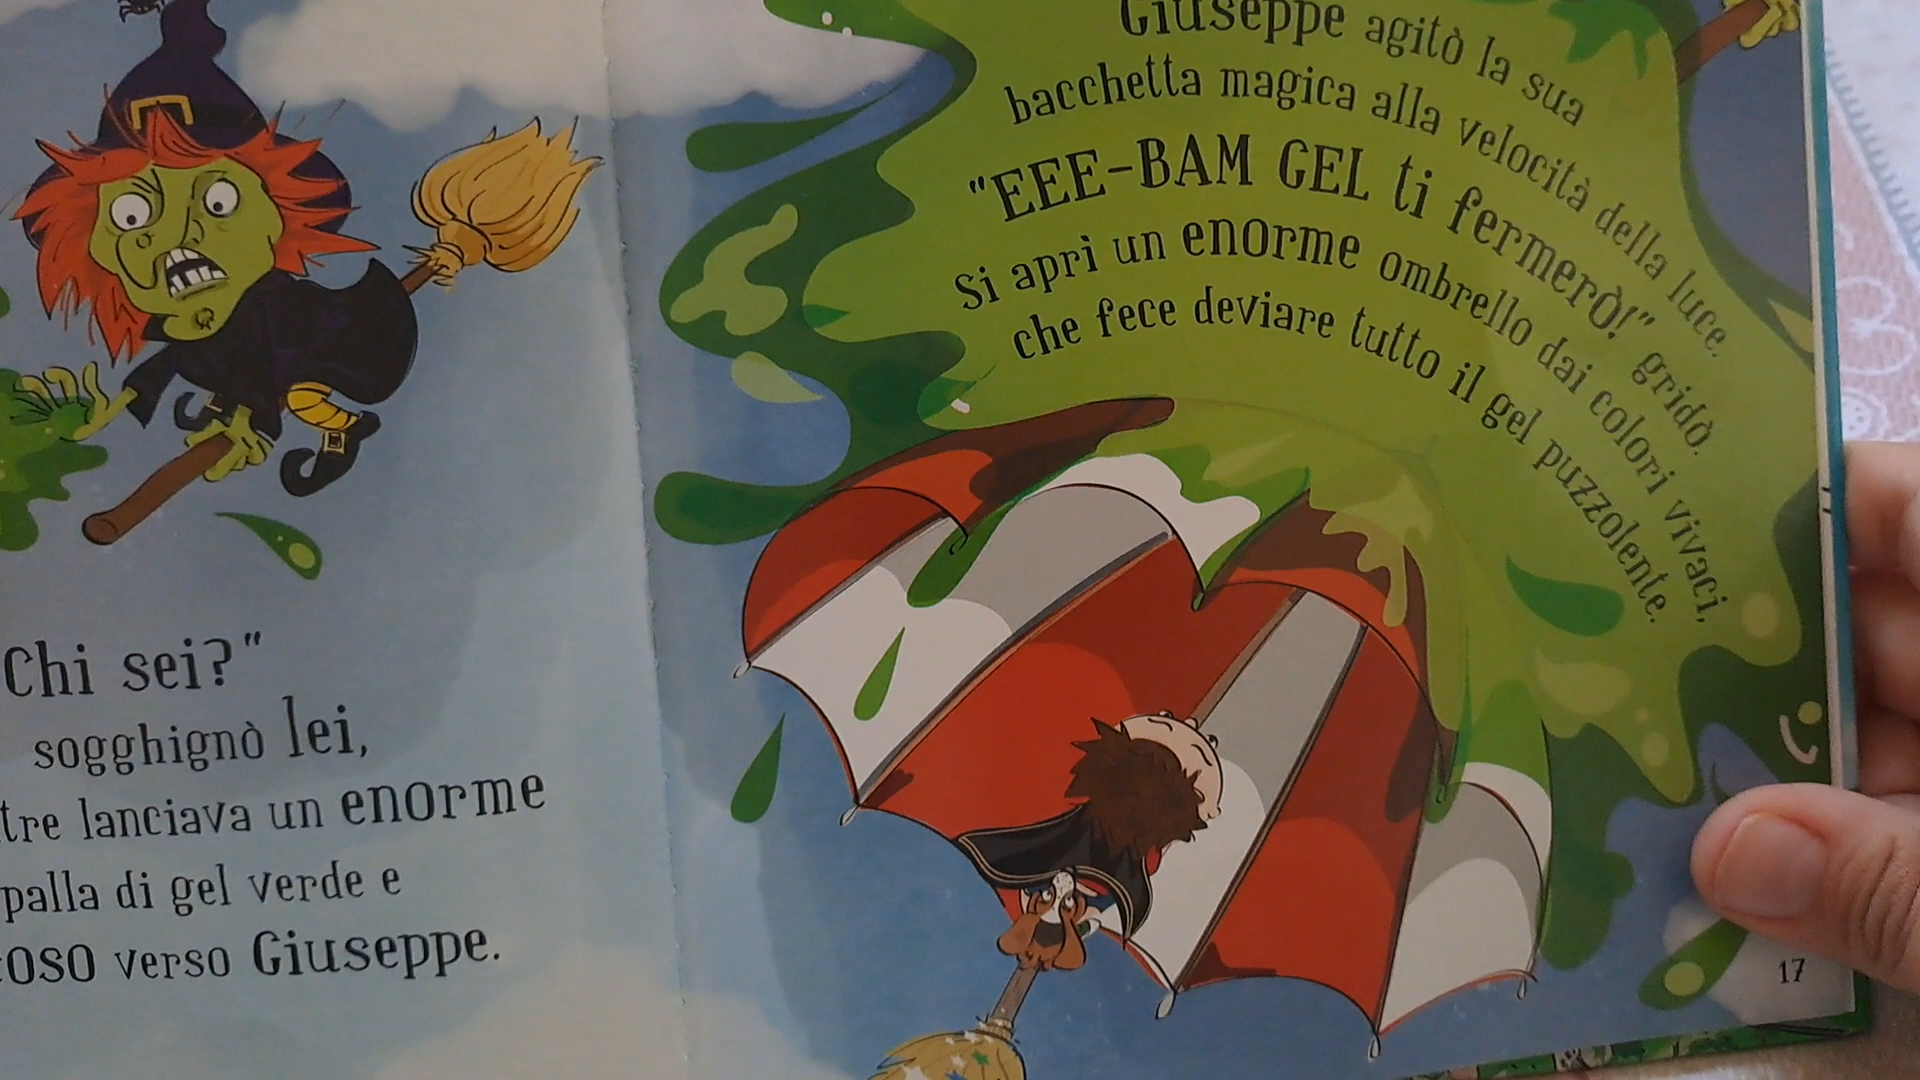 Chi sei?"
sogghignò lei,
lanciava un enorme
palla di gel verde e
verso Giuseppe.
Giuseppe agitò la sua
bacchetta magica alla velocità della luce.
"EEE-BAM GEL ti fermerò!" gridò.
Si aprì un enorme ombrello dai colori vivaci,
che fece deviare tutto il gel puzzolente.
17